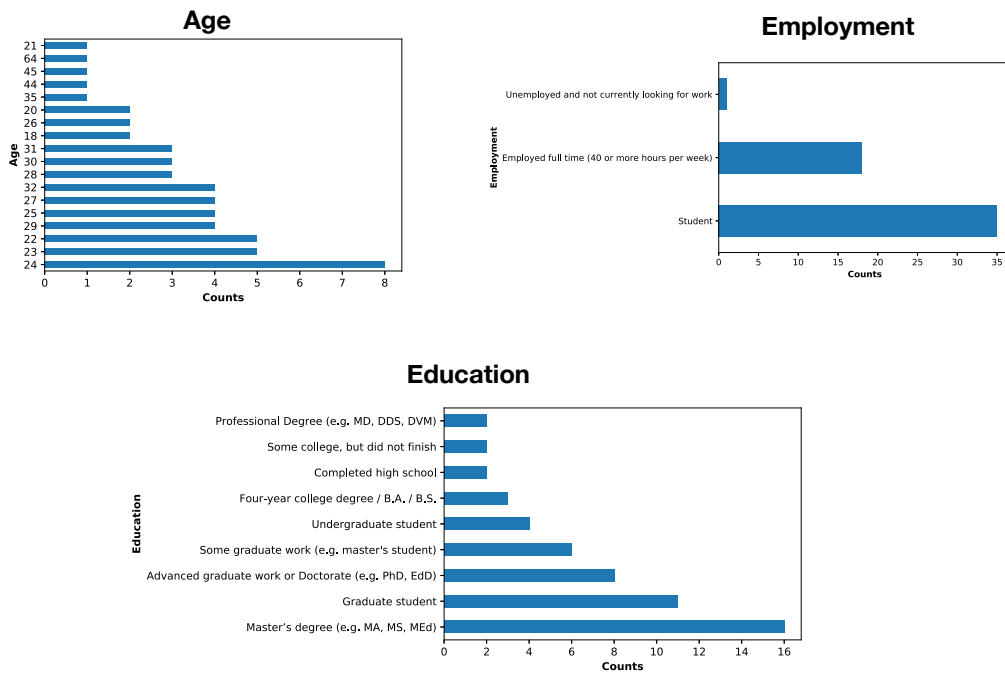 Age
21
64
45
44
35
20
26
18
31
30
28
32
27
25
29
22
23
24
Age
0 1 2 3 4 5 6 7 8
Counts
Employment
Unemployed and not currently looking for work
Employed full time (40 or more hours per week)
Student
Employment
0 5 10 15 20 25 30 35
Counts
Education
Professional Degree (e.g. MD, DDS, DVM)
Some college, but did not finish
Completed high school
Four-year college degree / B.A. / B.S.
Undergraduate student
Some graduate work (e.g. master's student)
Advanced graduate work or Doctorate (e.g. PhD, EdD)
Graduate student
Master’s degree (e.g. MA, MS, MEd)
Education
0 2 4 6 8 10 12 14 16
Counts